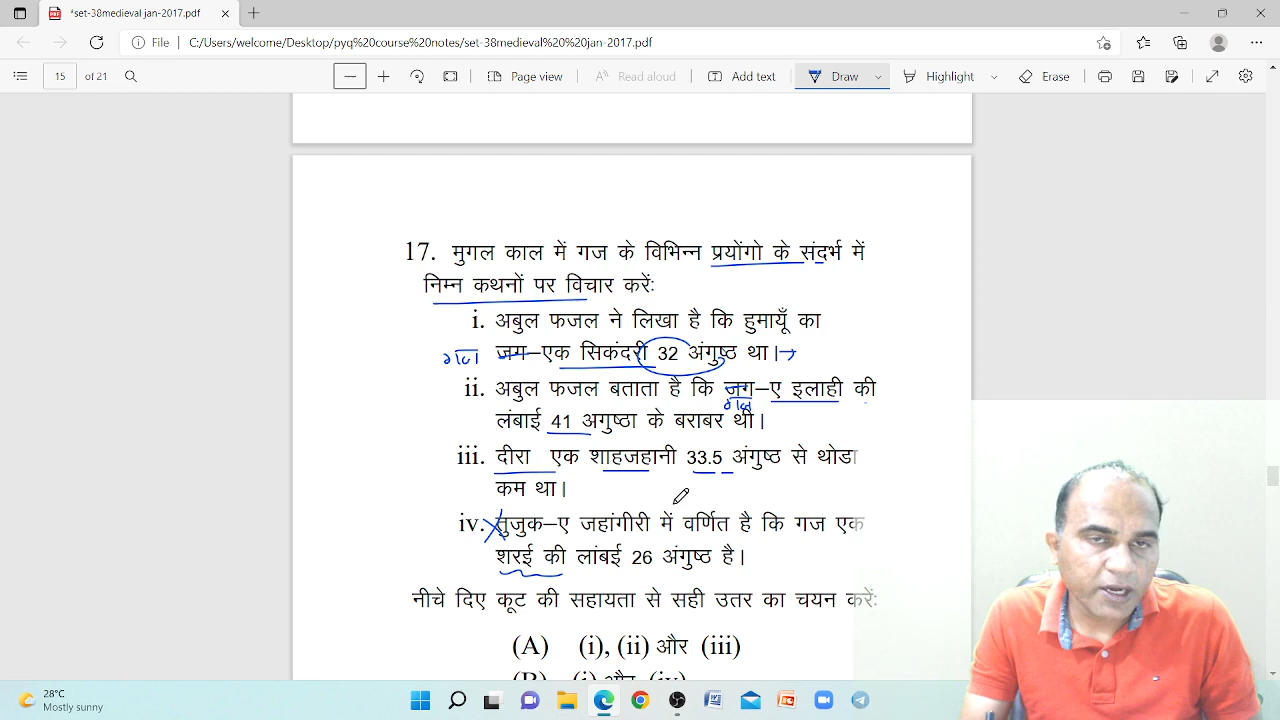 *set-38medieval jan-2017.pdf
File C:/Users/welcome/Desktop/pyq%20course%20notes/set-38medieval%20%20jan-2017.pdf
15 of 21 Page view Read aloud Add text Draw Highlight Erase
17. मुगल काल में गज के विभिन्न प्रयोंगो के संदर्भ में
निम्न कथनों पर विचार करें:
i. अबुल फजल ने लिखा है कि हुमायूँ का
गज जग–एक सिकंदरी 32 अंगुष्ठ था।
ii. अबुल फजल बताता है कि जग–ए इलाही की
गज
लंबाई 41 अगुष्ठा के बराबर थी।
iii. दीरा एक शाहजहानी 33.5 अंगुष्ठ से थोडा
कम था।
iv. तुजुक–ए जहांगीरी में वर्णित है कि गज एक
शरई की लांबई 26 अंगुष्ठ है।
नीचे दिए कूट की सहायता से सही उतर का चयन करें:
(A) (i), (ii) और (iii)
28°C
Mostly sunny